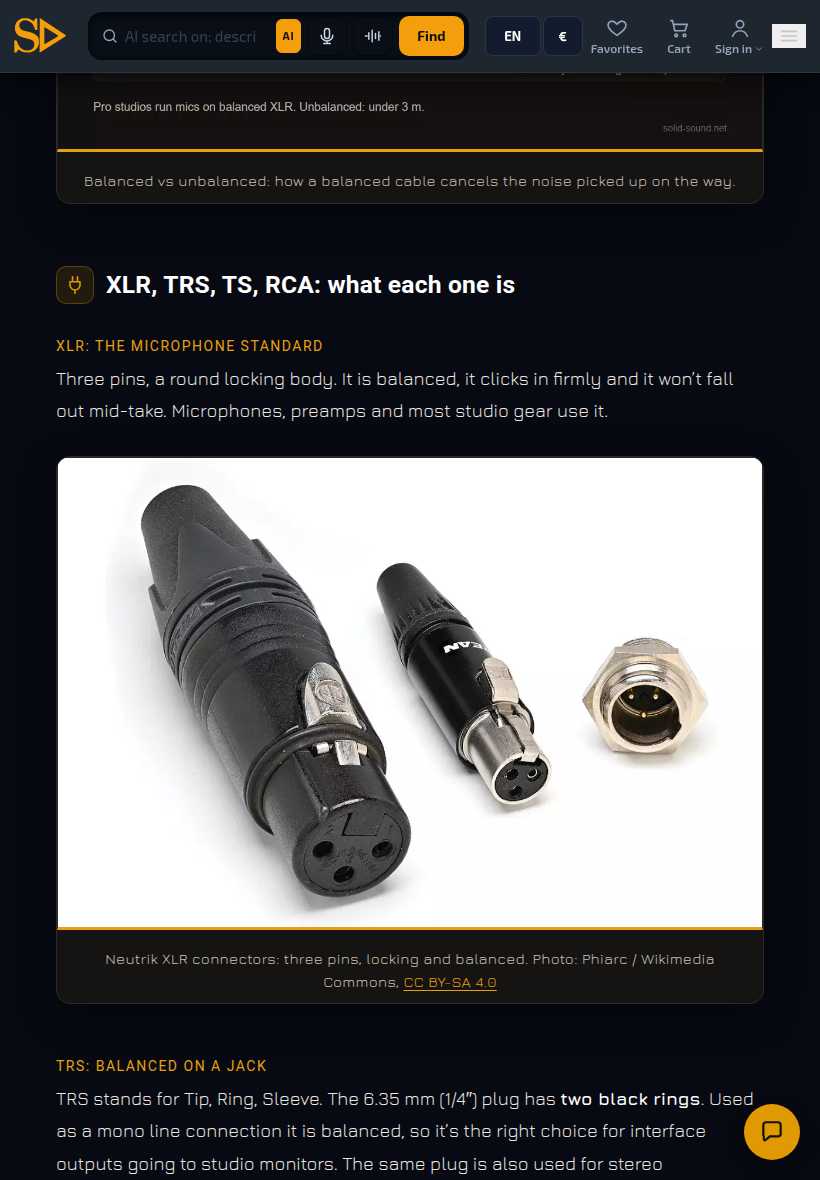 AI search on: descri
AI
Find
EN
€
Favorites
Cart
Sign in
Pro studios run mics on balanced XLR. Unbalanced: under 3 m.
solid-sound.net
Balanced vs unbalanced: how a balanced cable cancels the noise picked up on the way.
XLR, TRS, TS, RCA: what each one is
XLR: THE MICROPHONE STANDARD
Three pins, a round locking body. It is balanced, it clicks in firmly and it won’t fall
out mid-take. Microphones, preamps and most studio gear use it.
Neutrik XLR connectors: three pins, locking and balanced. Photo: Phiarc / Wikimedia
Commons, CC BY-SA 4.0
TRS: BALANCED ON A JACK
TRS stands for Tip, Ring, Sleeve. The 6.35 mm (1/4″) plug has two black rings. Used
as a mono line connection it is balanced, so it’s the right choice for interface
outputs going to studio monitors. The same plug is also used for stereo